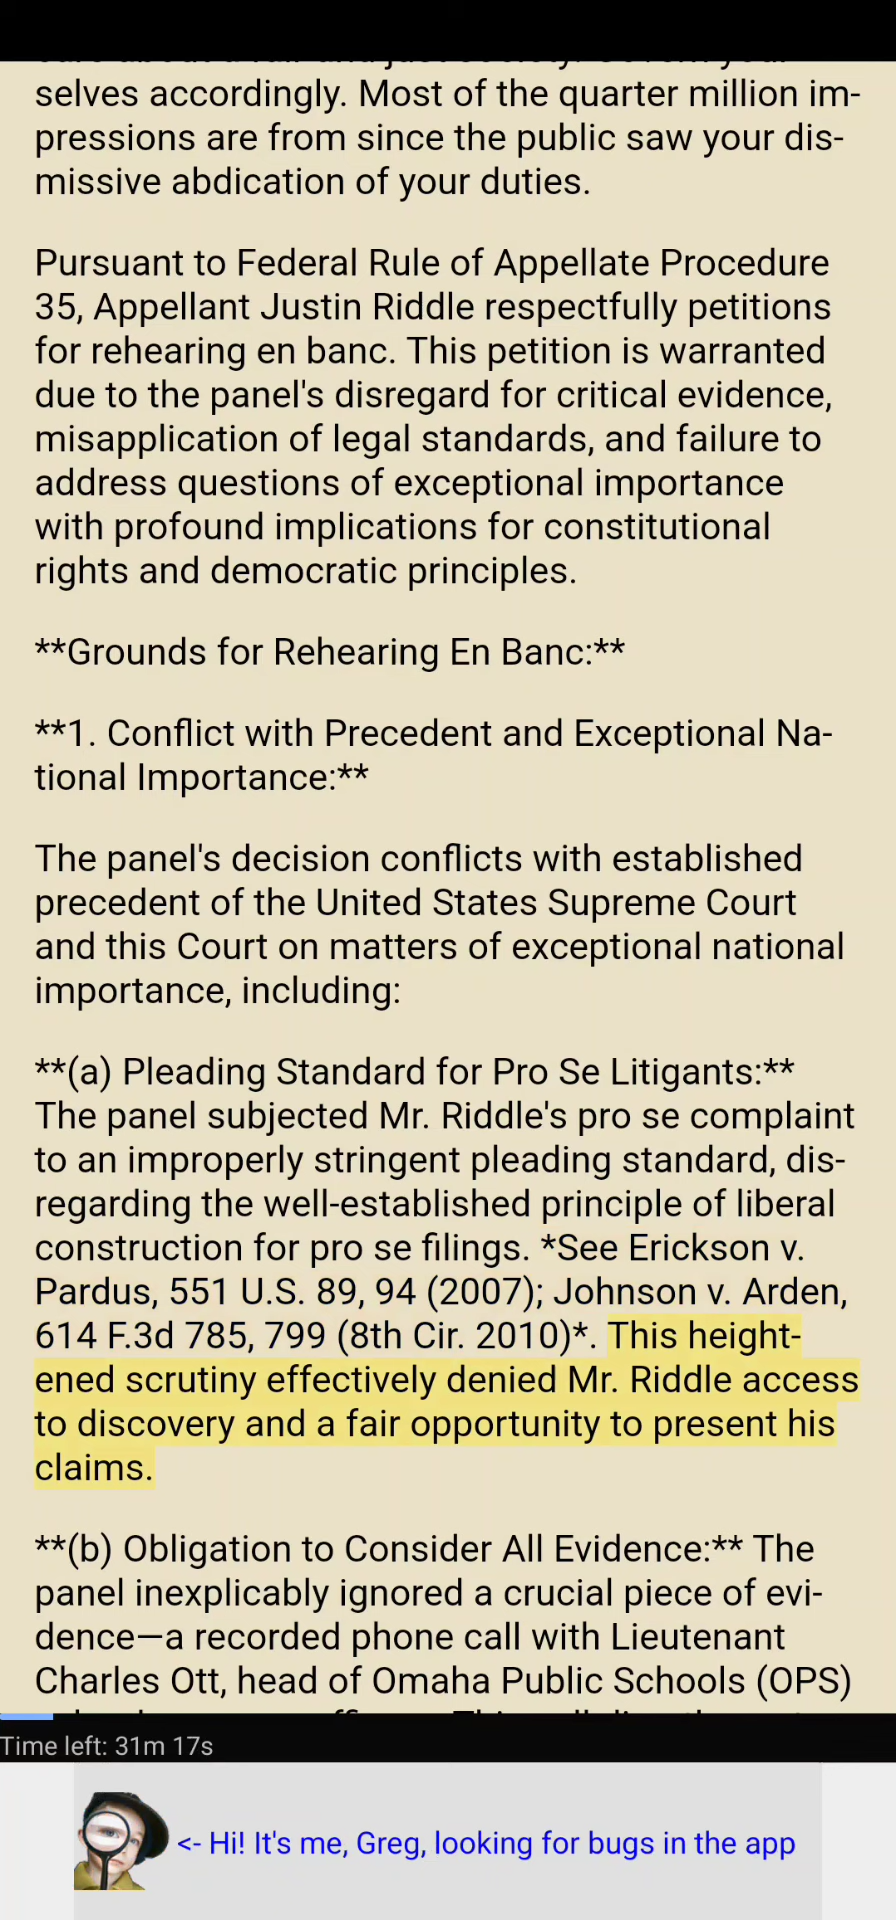 selves accordingly. Most of the quarter million im-
pressions are from since the public saw your dis-
missive abdication of your duties.
Pursuant to Federal Rule of Appellate Procedure
35, Appellant Justin Riddle respectfully petitions
for rehearing en banc. This petition is warranted
due to the panel's disregard for critical evidence,
misapplication of legal standards, and failure to
address questions of exceptional importance
with profound implications for constitutional
rights and democratic principles.
**Grounds for Rehearing En Banc:**
**1. Conflict with Precedent and Exceptional Na-
tional Importance:**
The panel's decision conflicts with established
precedent of the United States Supreme Court
and this Court on matters of exceptional national
importance, including:
**(a) Pleading Standard for Pro Se Litigants:**
The panel subjected Mr. Riddle's pro se complaint
to an improperly stringent pleading standard, dis-
regarding the well-established principle of liberal
construction for pro se filings. *See Erickson v.
Pardus, 551 U.S. 89, 94 (2007); Johnson v. Arden,
614 F.3d 785, 799 (8th Cir. 2010)*. This height-
ened scrutiny effectively denied Mr. Riddle access
to discovery and a fair opportunity to present his
claims.
**(b) Obligation to Consider All Evidence:** The
panel inexplicably ignored a crucial piece of evi-
dence—a recorded phone call with Lieutenant
Charles Ott, head of Omaha Public Schools (OPS)
Time left: 31m 17s
<- Hi! It's me, Greg, looking for bugs in the app